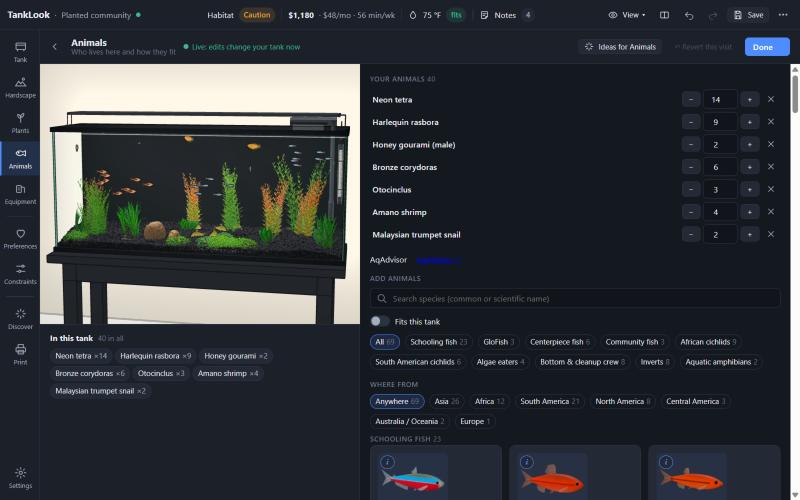 TankLook · Planted community
Habitat Caution $1,180 · $48/mo · 56 min/wk 75 °F fits Notes 4
View Save
Animals
Who lives here and how they fit
Live: edits change your tank now
Ideas for Animals
Revert this visit
Done
Tank
Hardscape
Plants
Animals
Equipment
Preferences
Constraints
Discover
Print
Settings
In this tank 40 in all
Neon tetra ×14 Harlequin rasbora ×9 Honey gourami ×2
Bronze corydoras ×6 Otocinclus ×3 Amano shrimp ×4
Malaysian trumpet snail ×2
YOUR ANIMALS 40
Neon tetra − 14 + ×
Harlequin rasbora − 9 + ×
Honey gourami (male) − 2 + ×
Bronze corydoras − 6 + ×
Otocinclus − 3 + ×
Amano shrimp − 4 + ×
Malaysian trumpet snail − 2 + ×
AqAdvisor
ADD ANIMALS
Search species (common or scientific name)
Fits this tank
All 69 Schooling fish 23 GloFish 3 Centerpiece fish 6 Community fish 3 African cichlids 9
South American cichlids 6 Algae eaters 4 Bottom & cleanup crew 8 Inverts 8 Aquatic amphibians 2
WHERE FROM
Anywhere 69 Asia 26 Africa 12 South America 21 North America 8 Central America 3
Australia / Oceania 2 Europe 1
SCHOOLING FISH 23
i i i